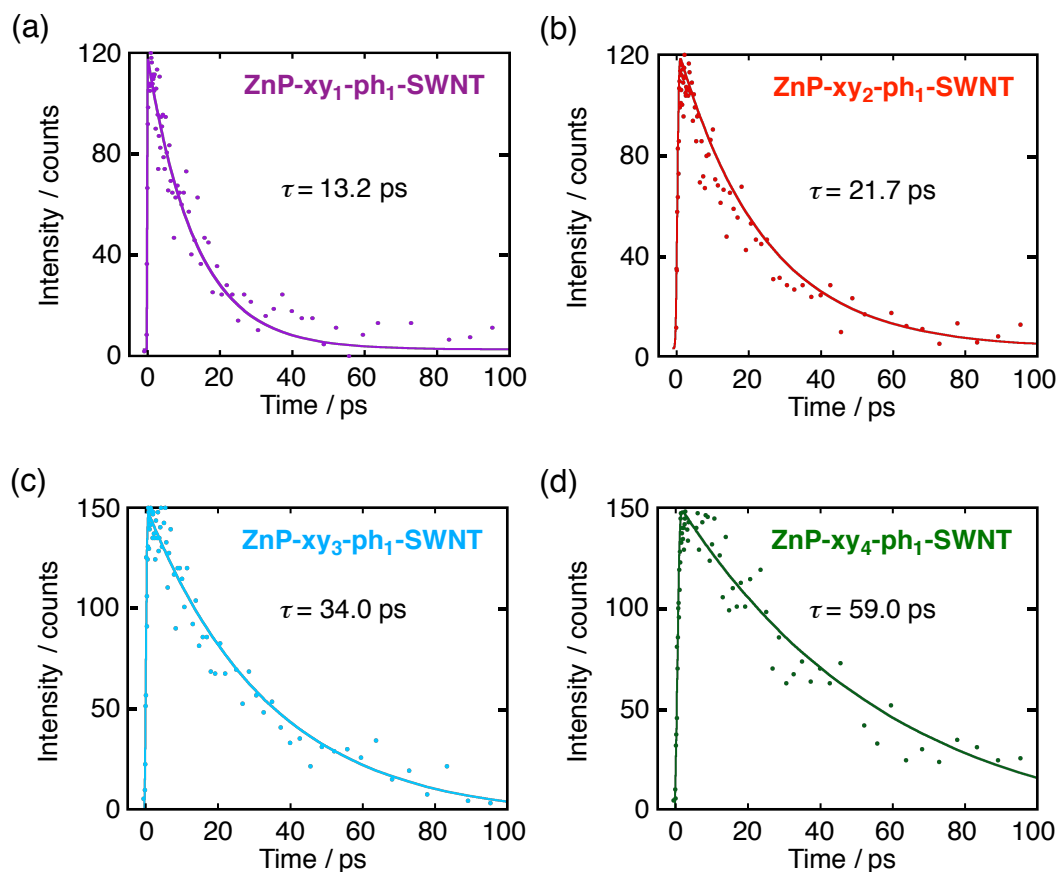 (a)
120
80
40
0
Intensity / counts
ZnP-xy₁-ph₁-SWNT
τ = 13.2 ps
0 20 40 60 80 100
Time / ps
(b)
120
80
40
0
Intensity / counts
ZnP-xy₂-ph₁-SWNT
τ = 21.7 ps
0 20 40 60 80 100
Time / ps
(c)
150
100
50
0
Intensity / counts
ZnP-xy₃-ph₁-SWNT
τ = 34.0 ps
0 20 40 60 80 100
Time / ps
(d)
150
100
50
0
Intensity / counts
ZnP-xy₄-ph₁-SWNT
τ = 59.0 ps
0 20 40 60 80 100
Time / ps